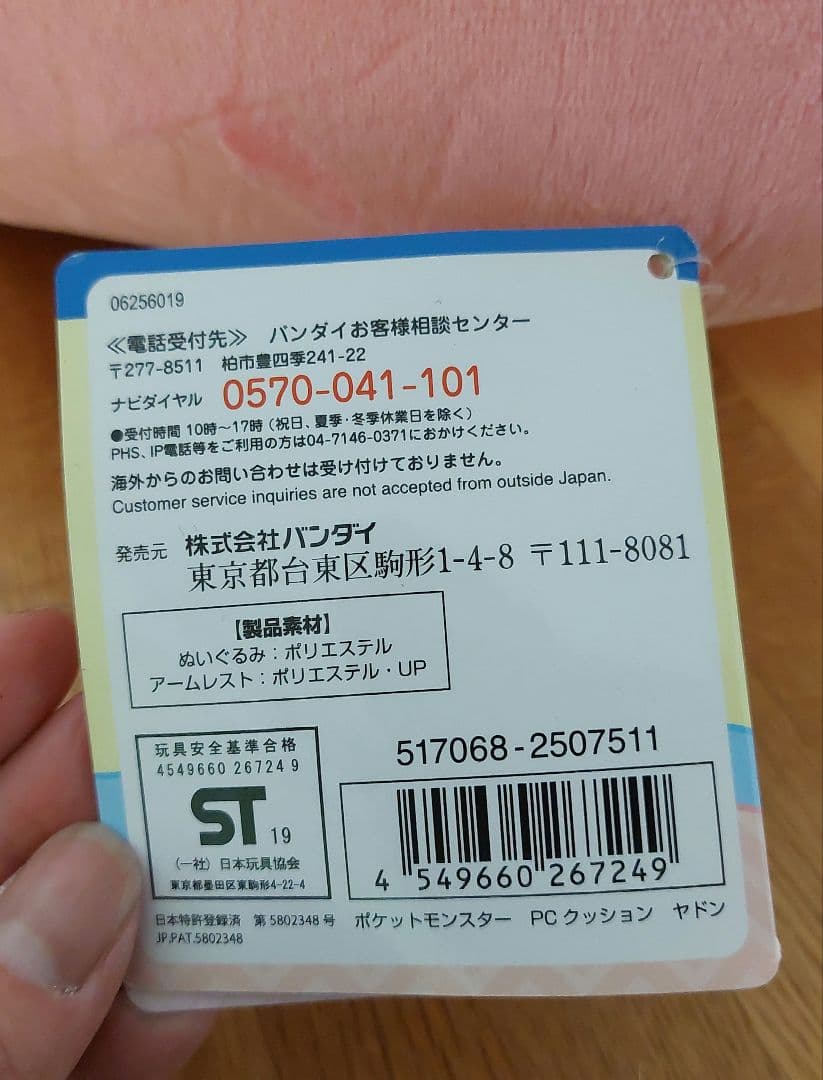 06256019
≪電話受付先≫ バンダイお客様相談センター
〒277-8511 柏市豊四季241-22
ナビダイヤル 0570-041-101
●受付時間 10時〜17時（祝日、夏季・冬季休業日を除く）
PHS、IP電話等をご利用の方は04-7146-0371におかけください。
海外からのお問い合わせは受け付けておりません。
Customer service inquiries are not accepted from outside Japan.
発売元 株式会社バンダイ
東京都台東区駒形1-4-8 〒111-8081
【製品素材】
ぬいぐるみ：ポリエステル
アームレスト：ポリエステル・UP
玩具安全基準合格
4549660 26724 9
ST 19
（一社）日本玩具協会
東京都墨田区東駒形4-22-4
517068-2507511
4 549660 267249
日本特許登録済 第 5802348 号
JP.PAT.5802348
ポケットモンスター PCクッション ヤドン